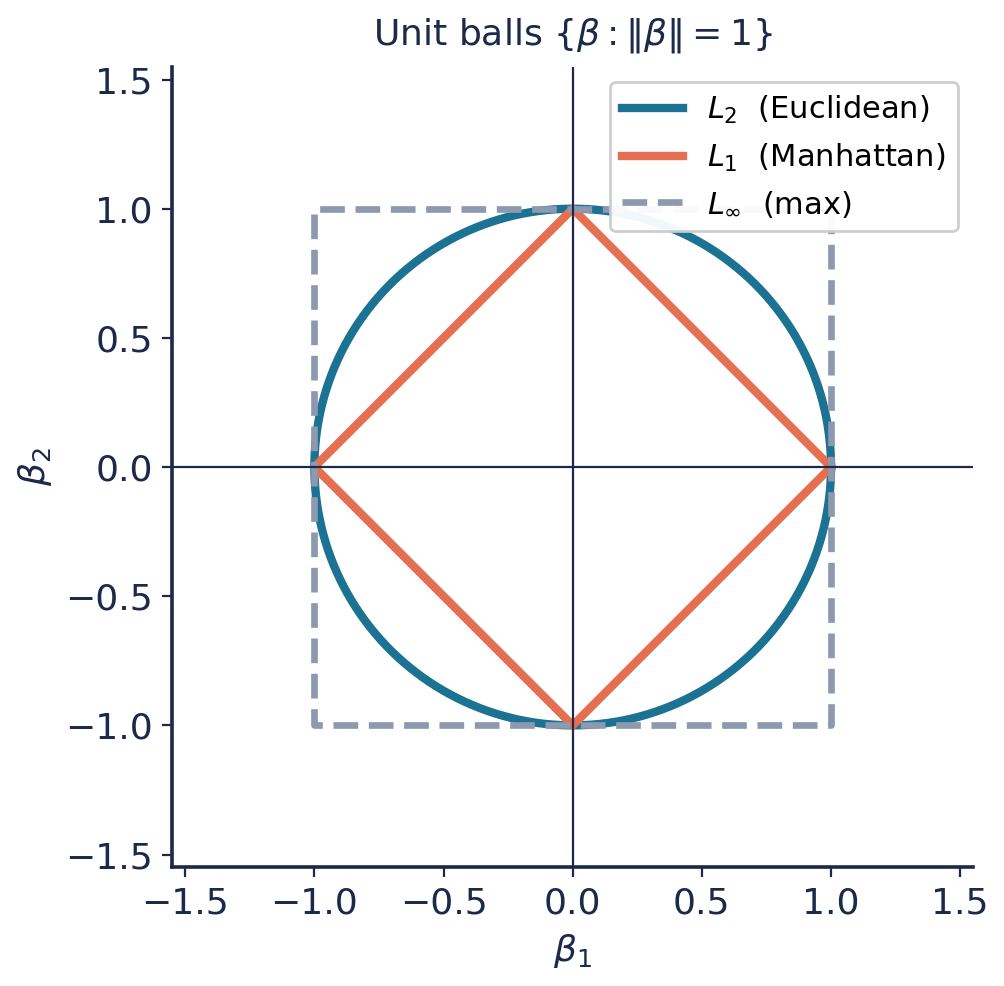 Unit balls {β : ‖β‖ = 1}
L₂ (Euclidean)
L₁ (Manhattan)
L∞ (max)
1.5
1.0
0.5
0.0
−0.5
−1.0
−1.5
β₂
−1.5 −1.0 −0.5 0.0 0.5 1.0 1.5
β₁